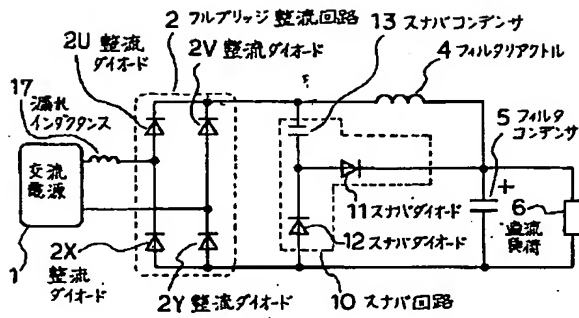 2 フルブリッジ整流回路
13 スナバコンデンサ
2U 整流
ダイオード
2V 整流
ダイオード
4 フィルタリアクトル
17
漏れ
インダクタンス
5 フィルタ
コンデンサ
交流
電源
+
11 スナバダイオード
6
直流
負荷
12 スナバダイオード
1
2X
整流
ダイオード
2Y 整流ダイオード
10 スナバ回路